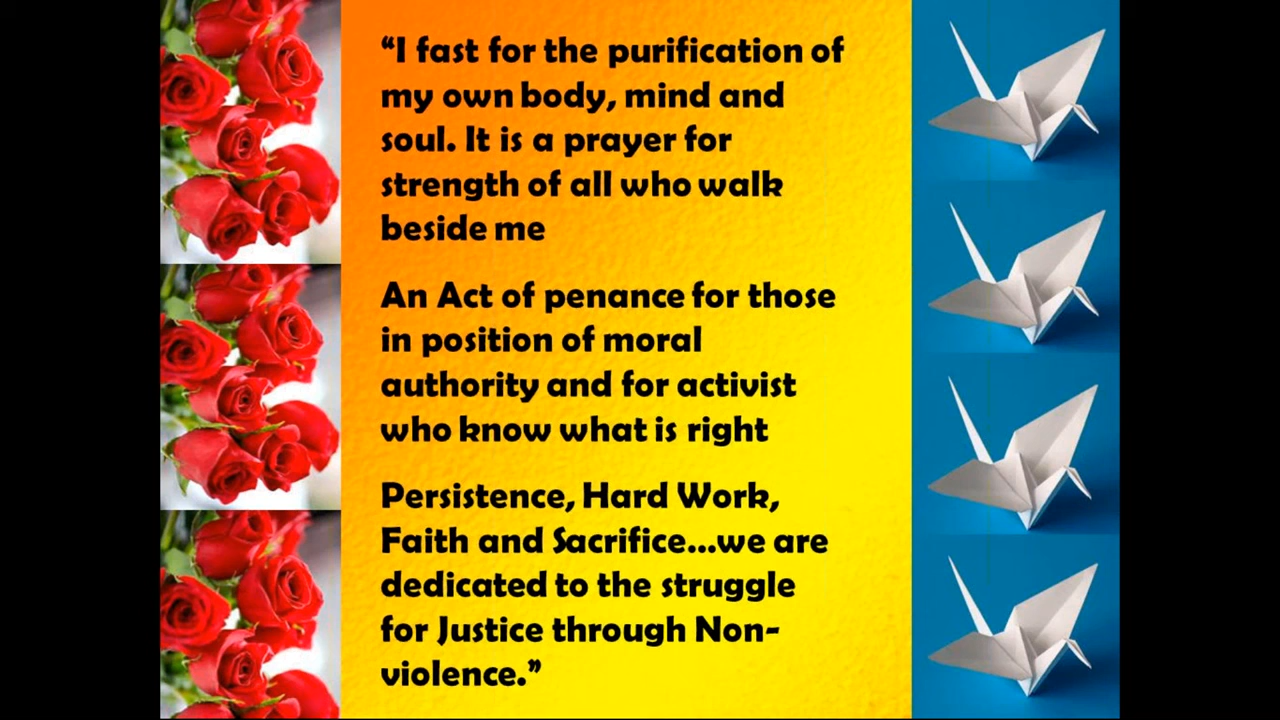 “I fast for the purification of
my own body, mind and
soul. It is a prayer for
strength of all who walk
beside me
An Act of penance for those
in position of moral
authority and for activist
who know what is right
Persistence, Hard Work,
Faith and Sacrifice...we are
dedicated to the struggle
for Justice through Non-
violence.”